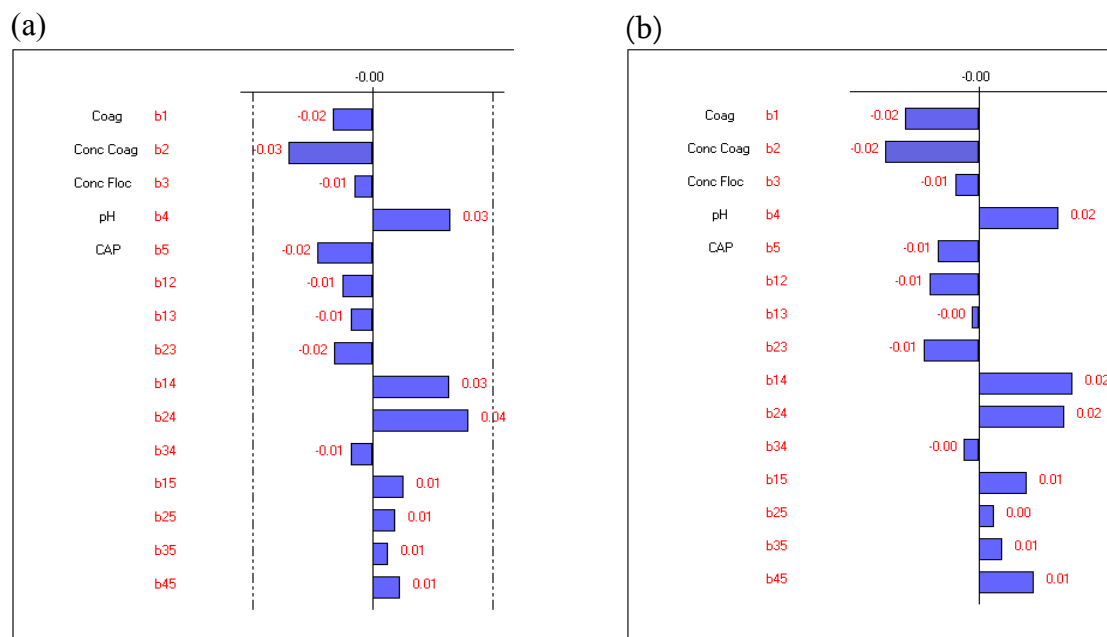 (a)
-0.00
Coag b1 -0.02
Conc Coag b2 -0.03
Conc Floc b3 -0.01
pH b4 0.03
CAP b5 -0.02
b12 -0.01
b13 -0.01
b23 -0.02
b14 0.03
b24 0.04
b34 -0.01
b15 0.01
b25 0.01
b35 0.01
b45 0.01
(b)
-0.00
Coag b1 -0.02
Conc Coag b2 -0.02
Conc Floc b3 -0.01
pH b4 0.02
CAP b5 -0.01
b12 -0.01
b13 -0.00
b23 -0.01
b14 0.02
b24 0.02
b34 -0.00
b15 0.01
b25 0.00
b35 0.01
b45 0.01